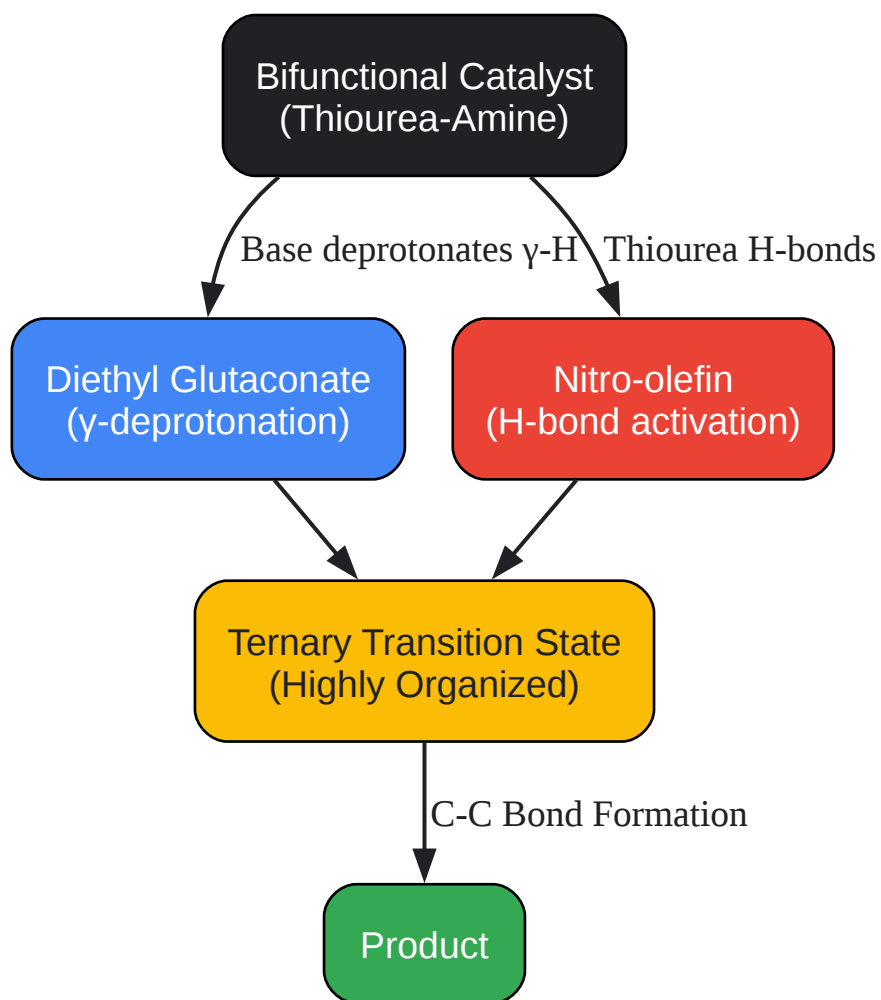 Bifunctional Catalyst
(Thiourea-Amine)
Base deprotonates γ-H
Thiourea H-bonds
Diethyl Glutaconate
(γ-deprotonation)
Nitro-olefin
(H-bond activation)
Ternary Transition State
(Highly Organized)
C-C Bond Formation
Product